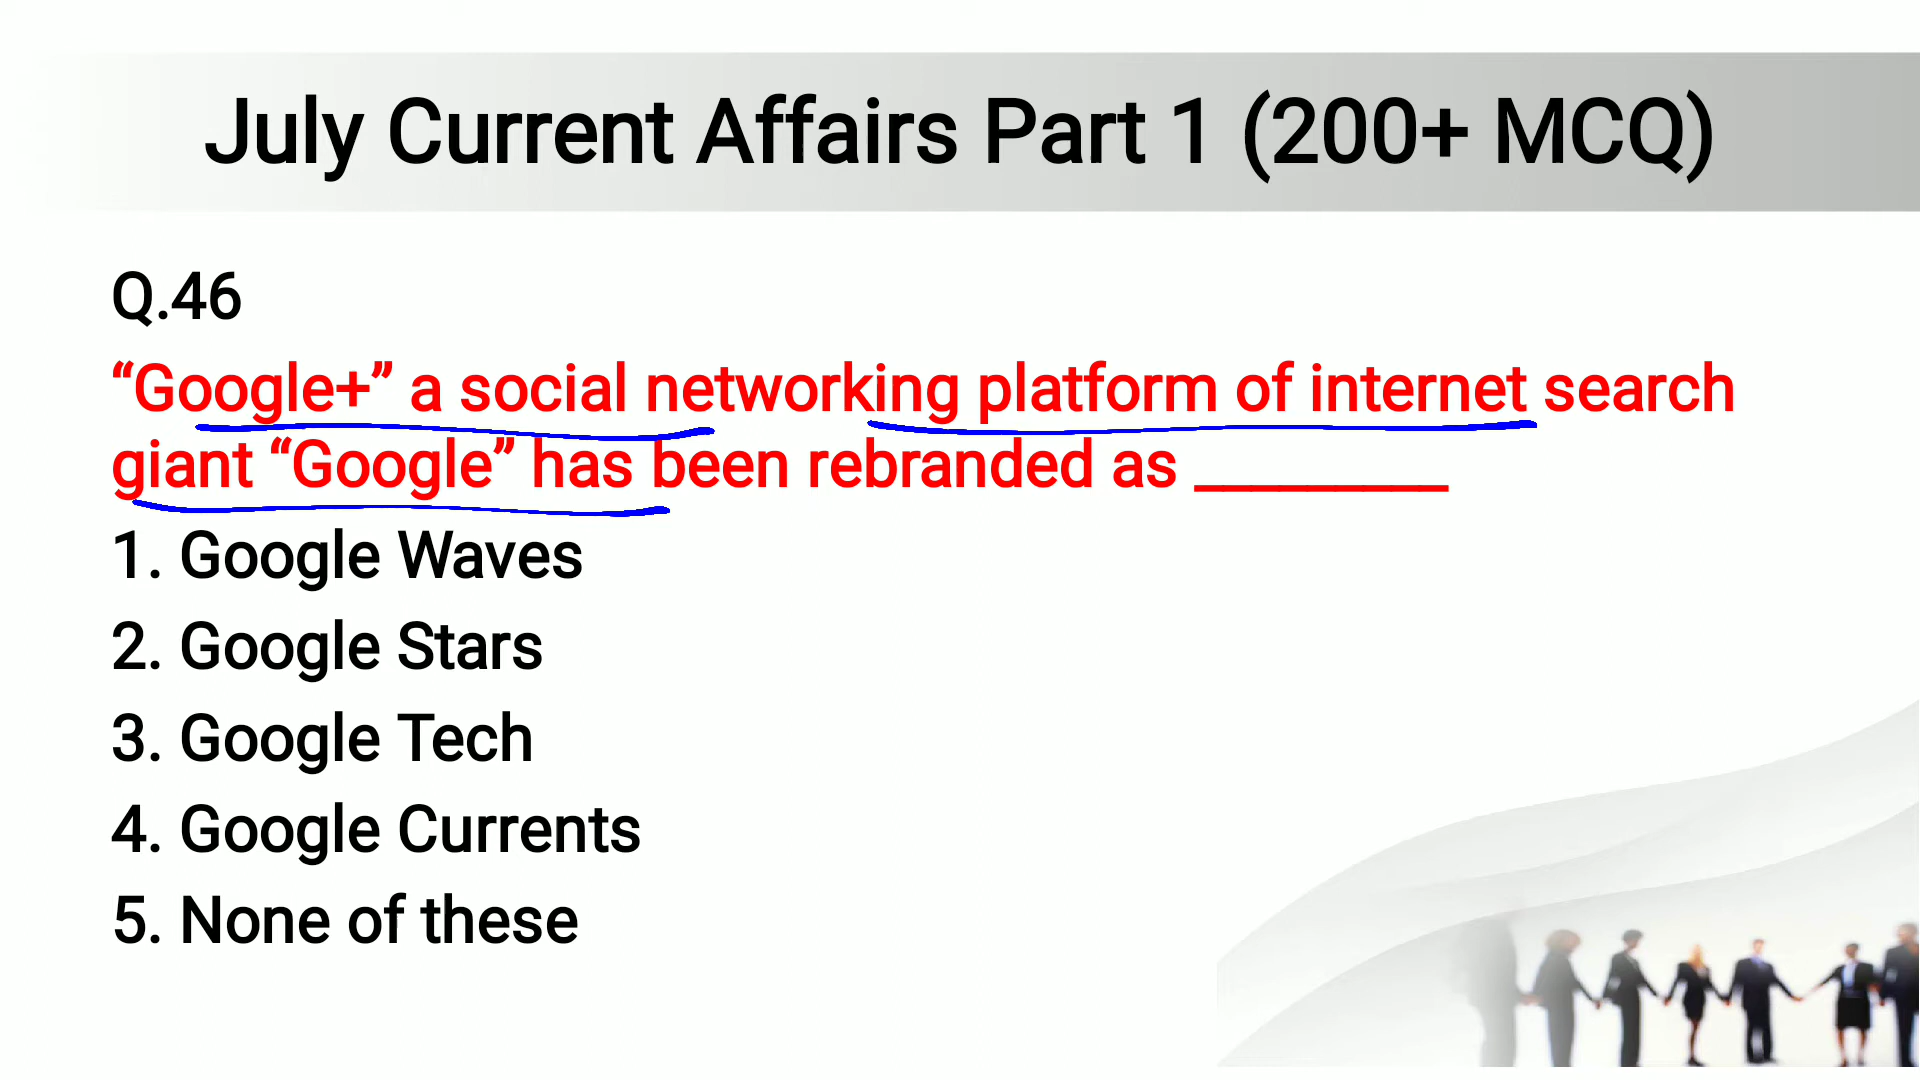 July Current Affairs Part 1 (200+ MCQ)
Q.46
“Google+” a social networking platform of internet search
giant “Google” has been rebranded as _________
1. Google Waves
2. Google Stars
3. Google Tech
4. Google Currents
5. None of these